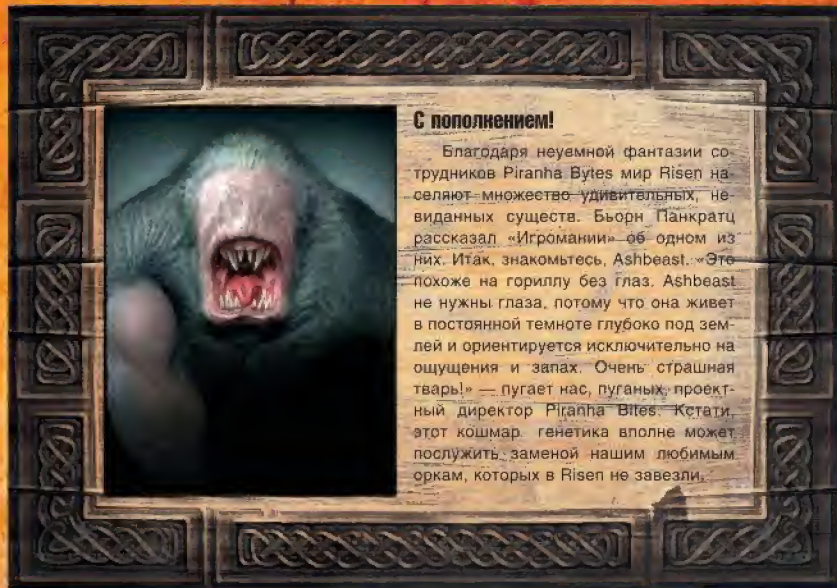 С пополнением!
Благодаря неуемной фантазии со-
трудников Piranha Bytes мир Risen на-
селяют множество удивительных, не-
виданных существ. Бьорн Панкратц
рассказал «Игромании» об одном из
них. Итак, знакомьтесь, Ashbeast. «Это
похоже на гориллу без глаз. Ashbeast
не нужны глаза, потому что она живет
в постоянной темноте глубоко под зем-
лей и ориентируется исключительно на
ощущения и запах. Очень страшная
тварь!» — пугает нас, пуганых, проект-
ный директор Piranha Bites. Кстати,
этот кошмар генетика вполне может
послужить заменой нашим любимым
оркам, которых в Risen не завезли.